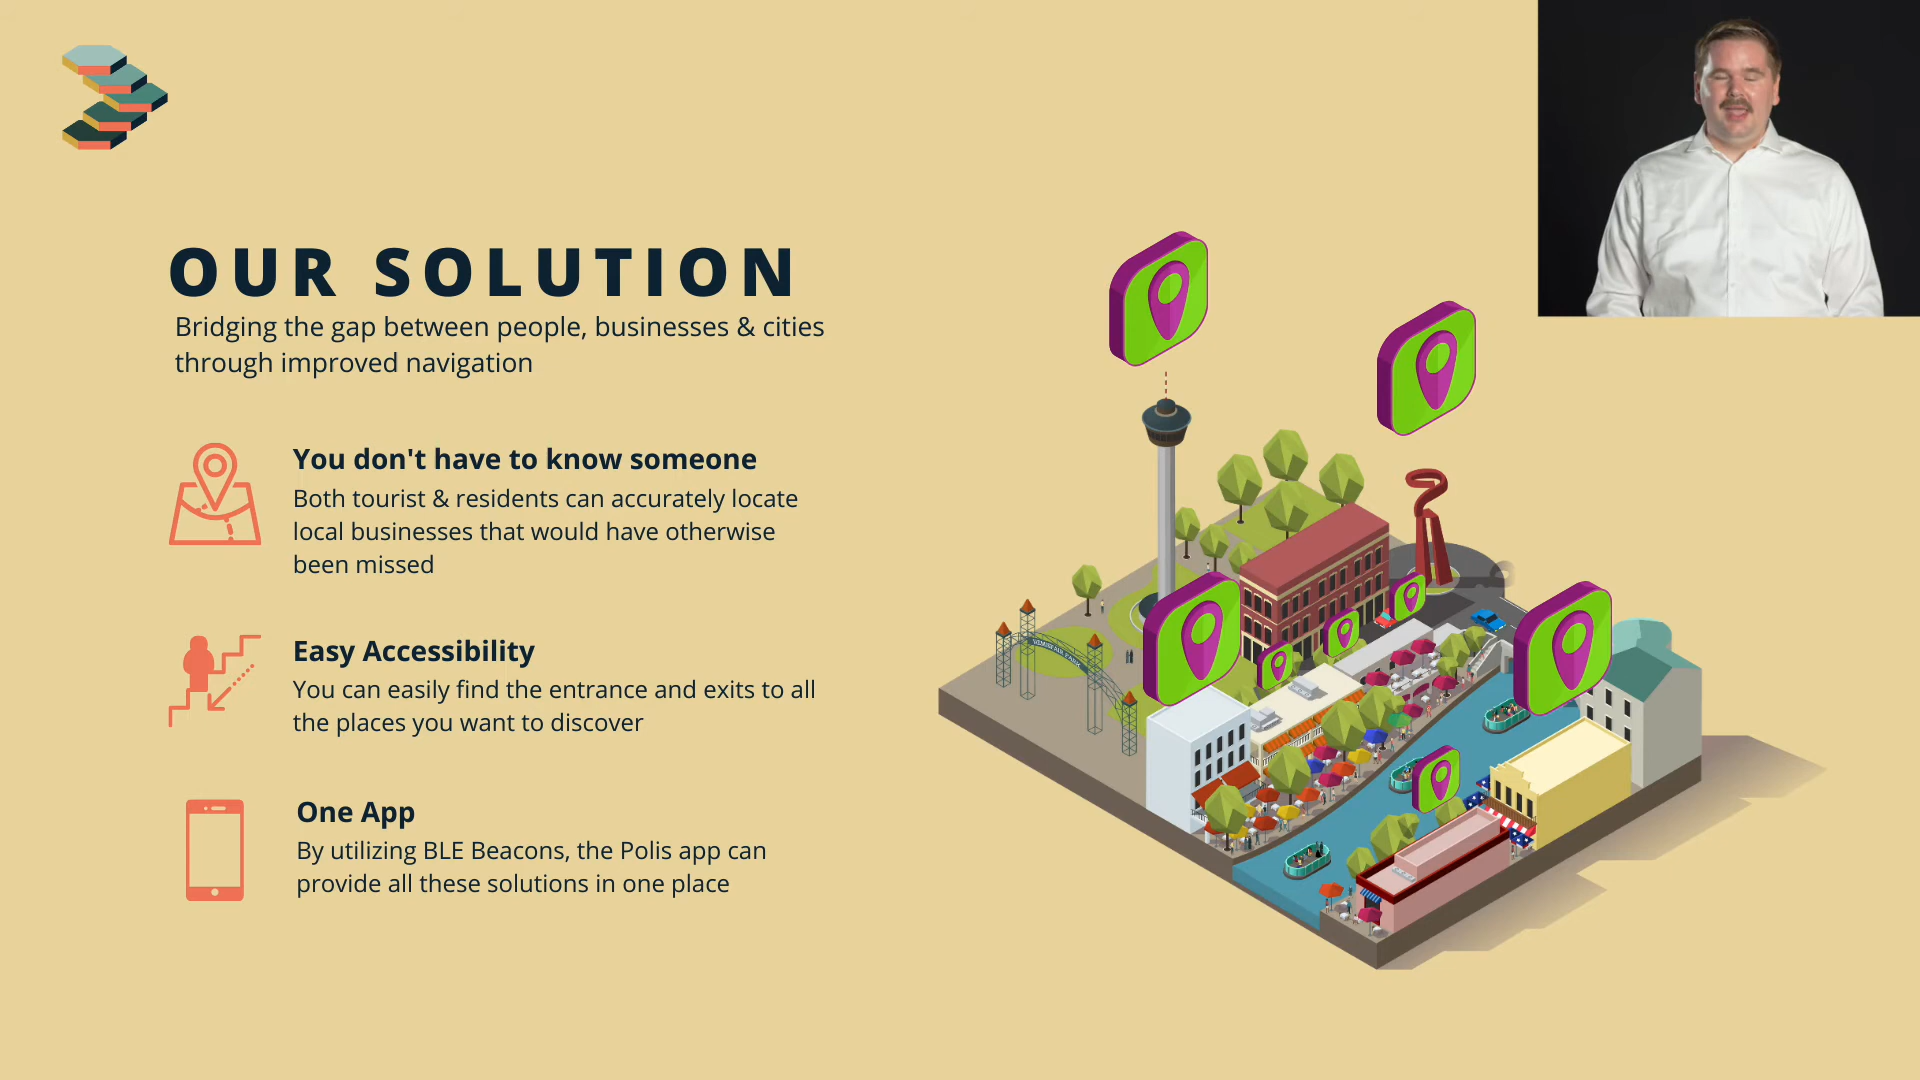 OUR SOLUTION
Bridging the gap between people, businesses & cities
through improved navigation
You don't have to know someone
Both tourist & residents can accurately locate
local businesses that would have otherwise
been missed
Easy Accessibility
You can easily find the entrance and exits to all
the places you want to discover
One App
By utilizing BLE Beacons, the Polis app can
provide all these solutions in one place